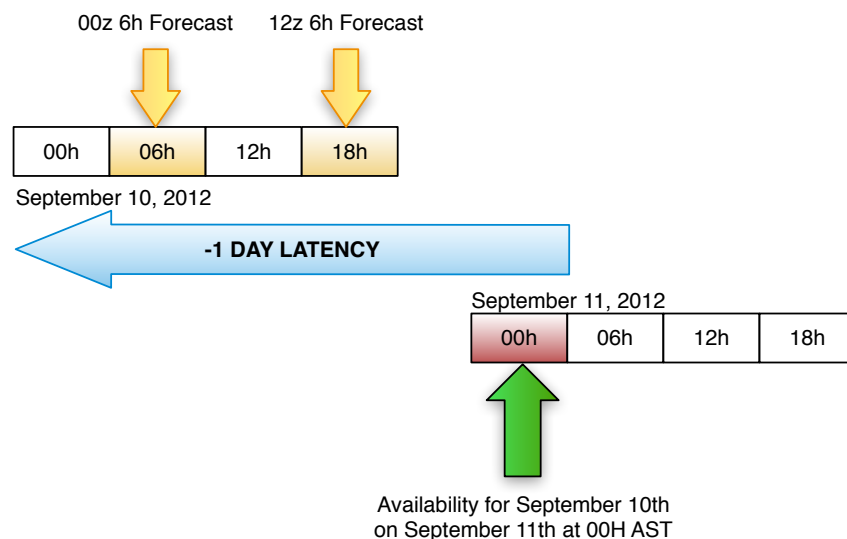 00z 6h Forecast 12z 6h Forecast
00h 06h 12h 18h
September 10, 2012
-1 DAY LATENCY
September 11, 2012
00h 06h 12h 18h
Availability for September 10th
on September 11th at 00H AST